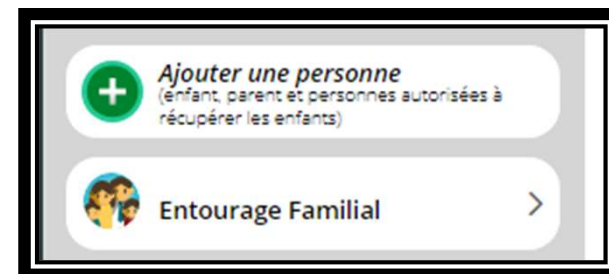 Ajouter une personne
(enfant, parent et personnes autorisées à
récupérer les enfants)
Entourage Familial